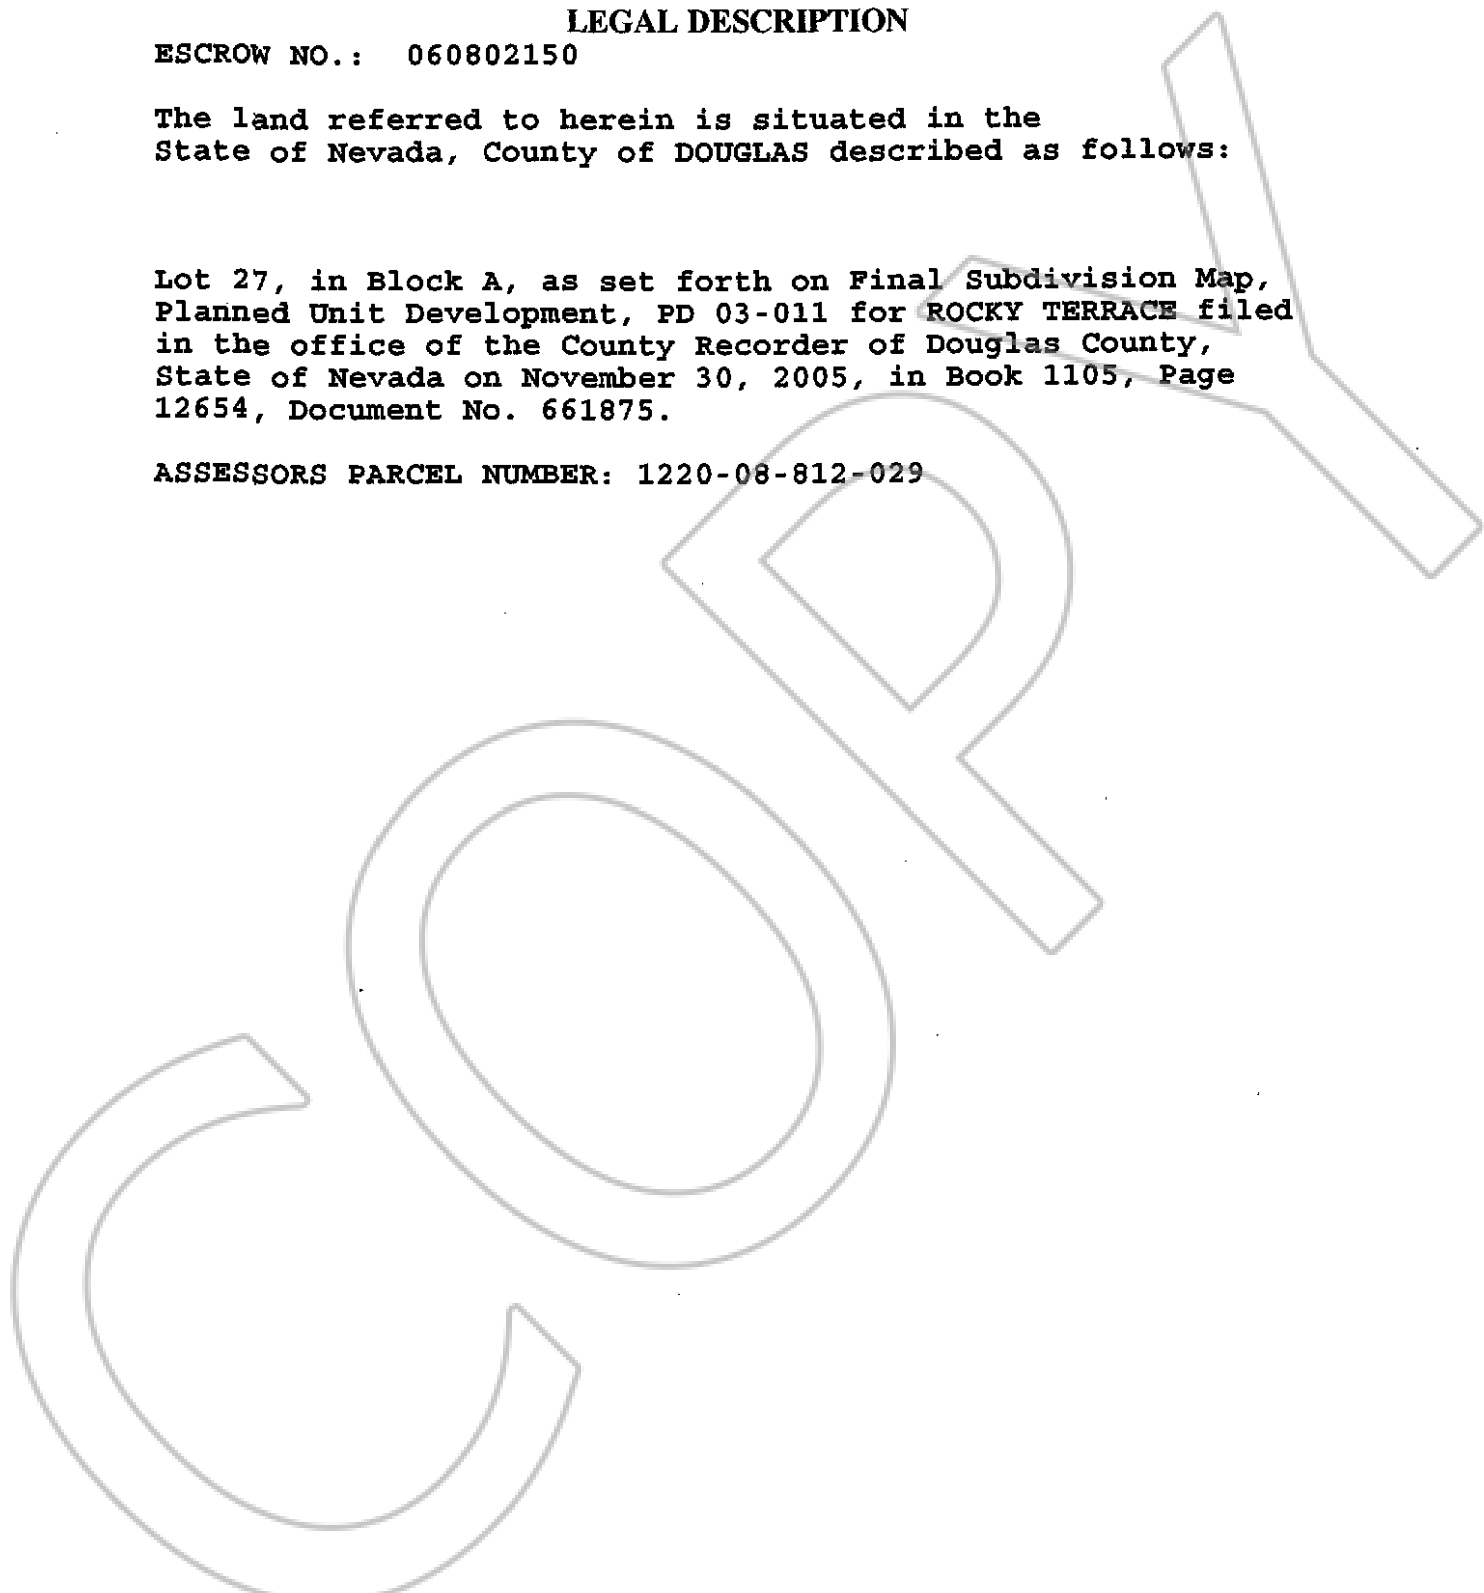 LEGAL DESCRIPTION
ESCROW NO.: 060802150
The land referred to herein is situated in the
State of Nevada, County of DOUGLAS described as follows:
Lot 27, in Block A, as set forth on Final Subdivision Map,
Planned Unit Development, PD 03-011 for ROCKY TERRACE filed
in the office of the County Recorder of Douglas County,
State of Nevada on November 30, 2005, in Book 1105, Page
12654, Document No. 661875.
ASSESSORS PARCEL NUMBER: 1220-08-812-029
COPY